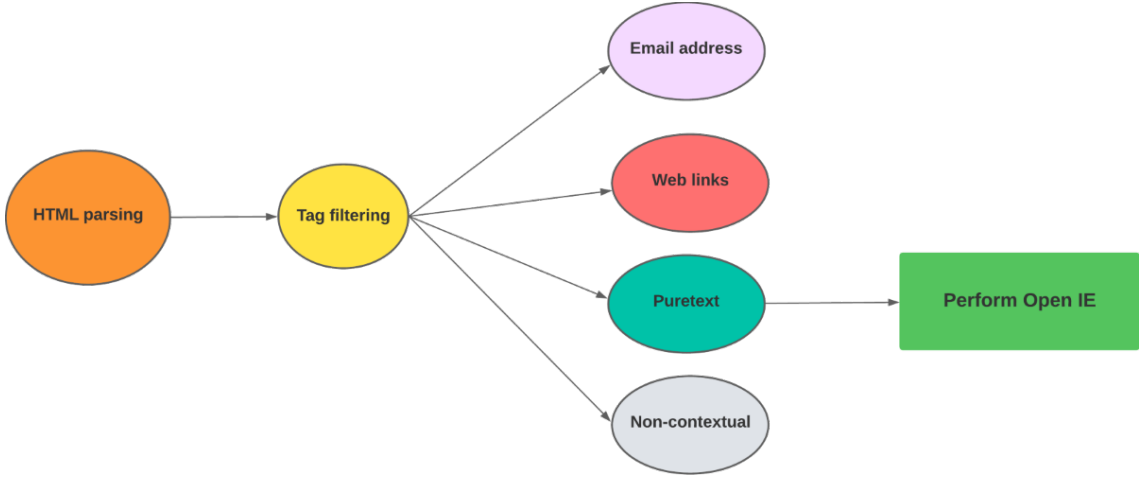 HTML parsing
Tag filtering
Email address
Web links
Puretext
Non-contextual
Perform Open IE